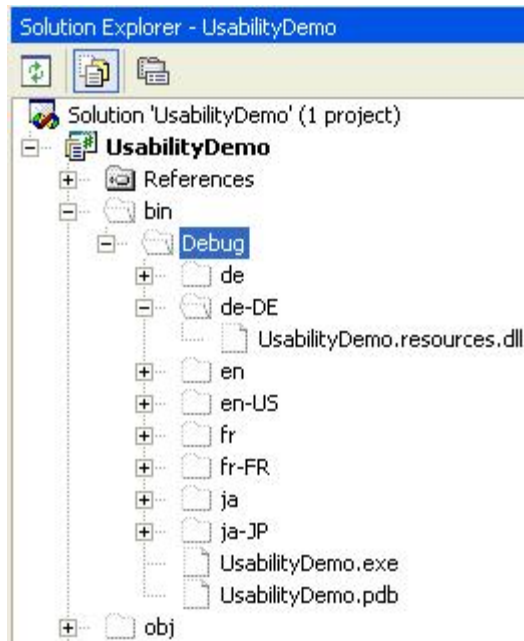 Solution Explorer - UsabilityDemo
Solution 'UsabilityDemo' (1 project)
UsabilityDemo
References
bin
Debug
de
de-DE
UsabilityDemo.resources.dll
en
en-US
fr
fr-FR
ja
ja-JP
UsabilityDemo.exe
UsabilityDemo.pdb
obj